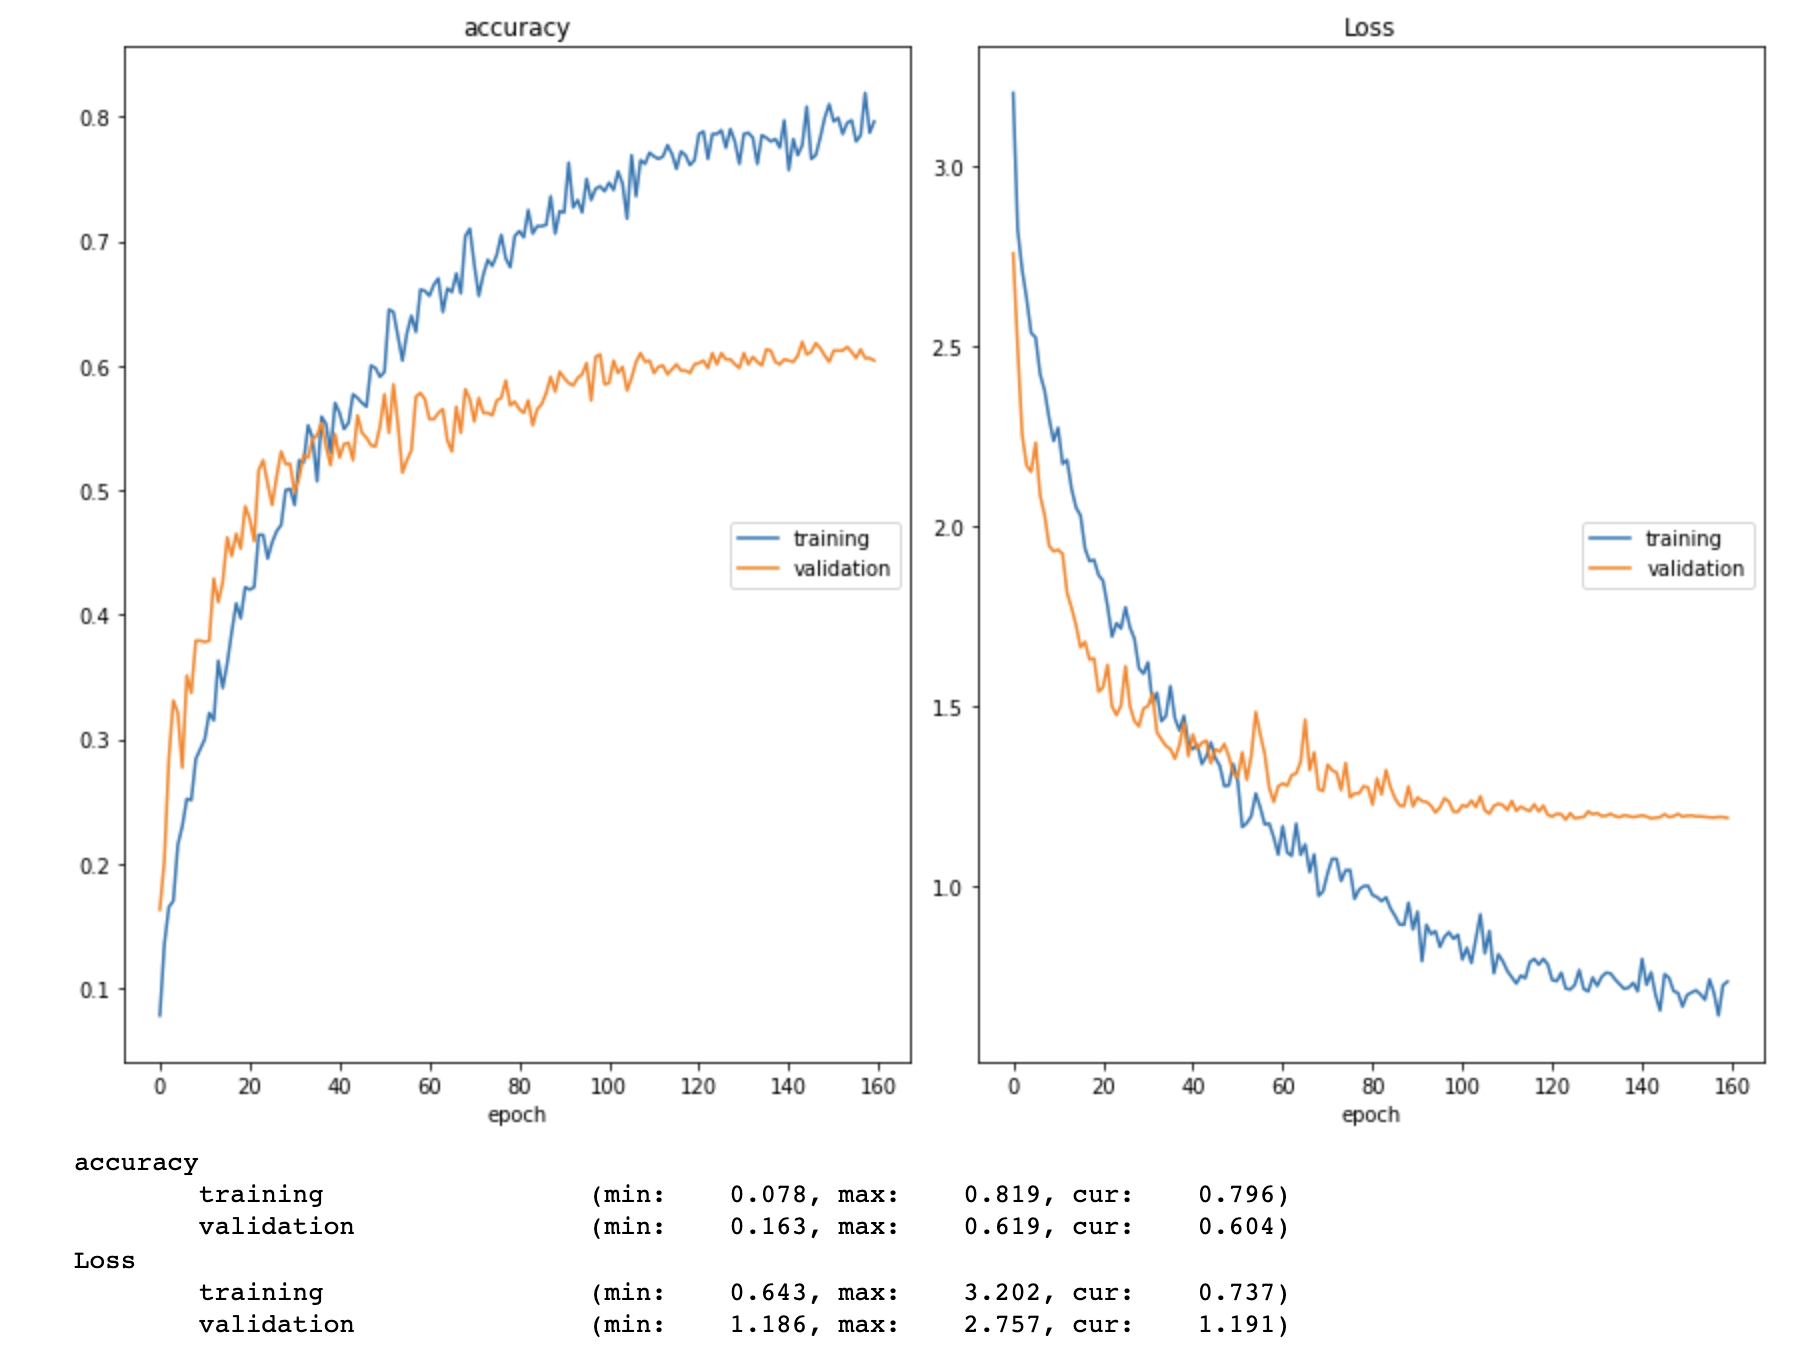 accuracy
0.8
0.7
0.6
0.5
0.4
0.3
0.2
0.1
training
validation
0 20 40 60 80 100 120 140 160
epoch
Loss
3.0
2.5
2.0
1.5
1.0
training
validation
0 20 40 60 80 100 120 140 160
epoch
accuracy
training (min: 0.078, max: 0.819, cur: 0.796)
validation (min: 0.163, max: 0.619, cur: 0.604)
Loss
training (min: 0.643, max: 3.202, cur: 0.737)
validation (min: 1.186, max: 2.757, cur: 1.191)